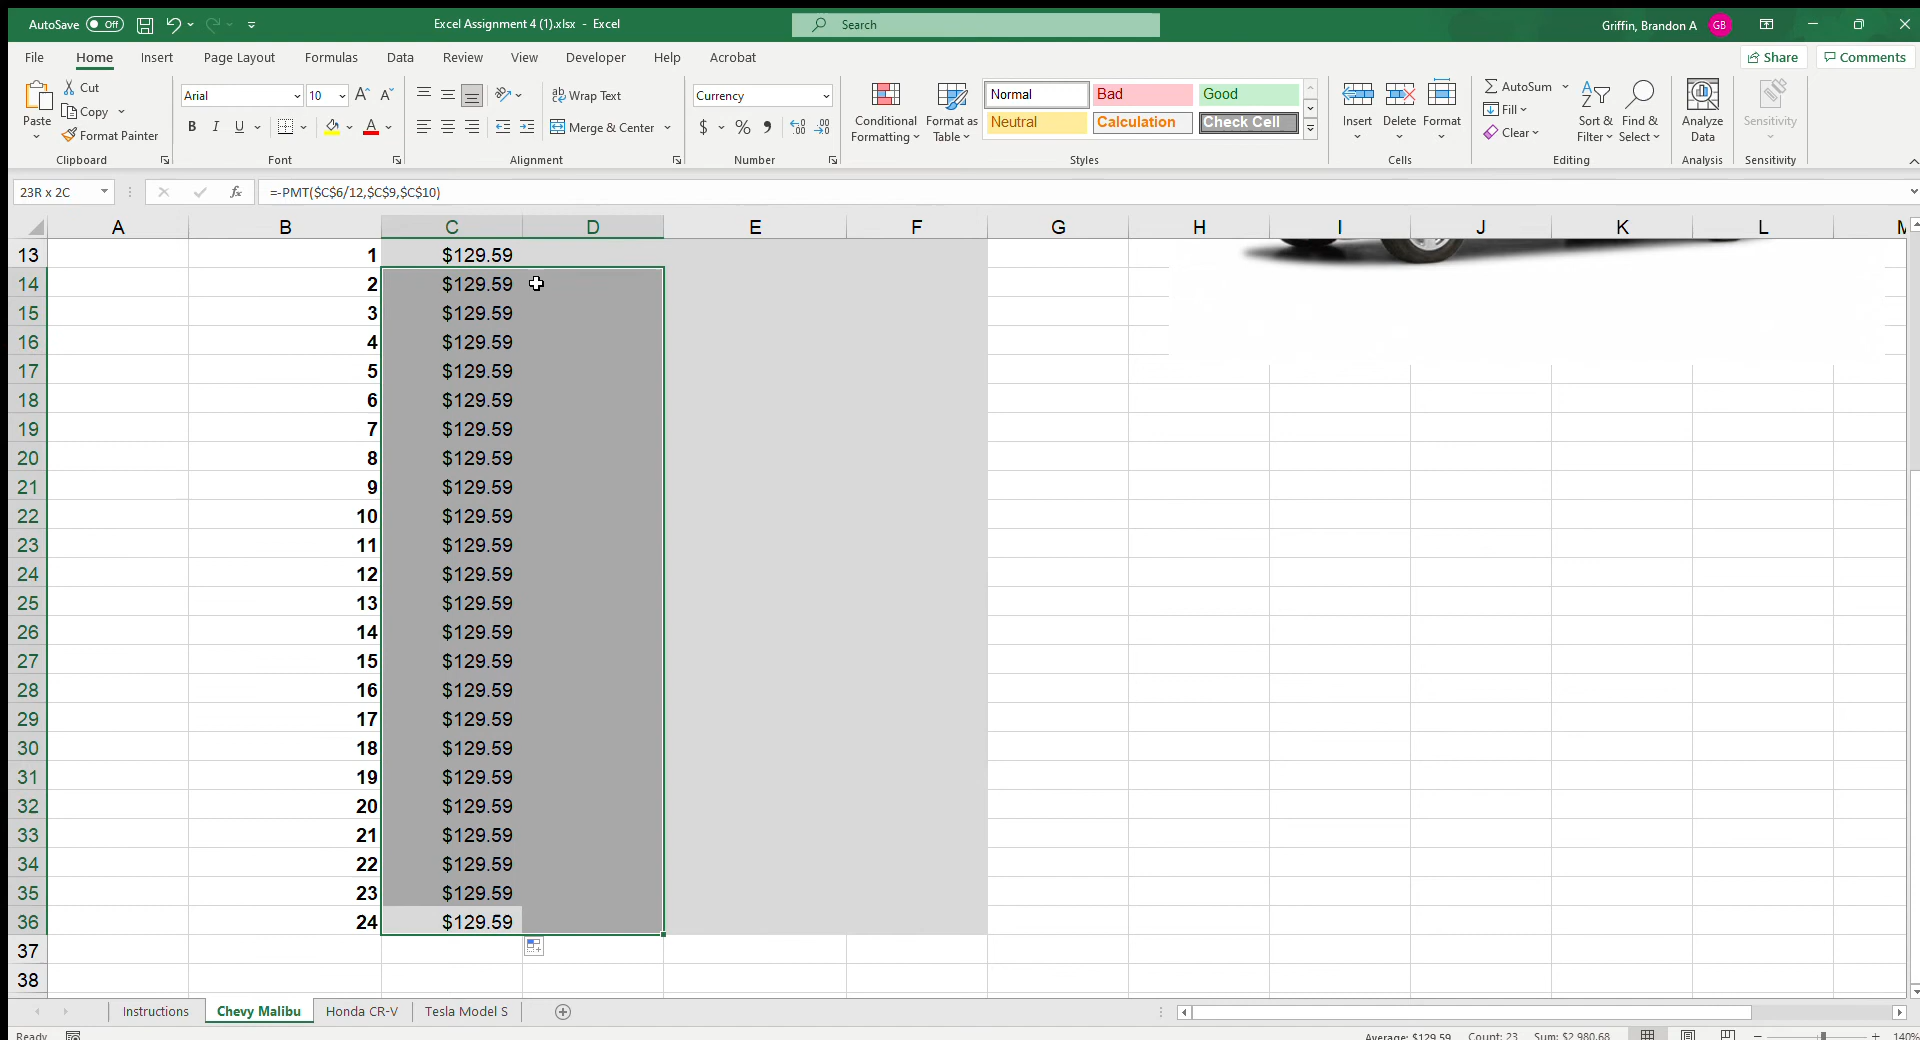 AutoSave Off Excel Assignment 4 (1).xlsx - Excel Search Griffin, Brandon A GB
File Home Insert Page Layout Formulas Data Review View Developer Help Acrobat Share Comments
Paste Cut Copy Format Painter Clipboard
Arial 10 B I U A Font
Wrap Text Merge & Center Alignment
Currency $ % Number
Conditional Formatting Format as Table Normal Bad Good Neutral Calculation Check Cell Styles
Insert Delete Format Cells
AutoSum Fill Clear Sort & Filter Find & Select Editing
Analyze Data Analysis
Sensitivity Sensitivity
23R x 2C fx =-PMT($C$6/12,$C$9,$C$10)
A B C D E F G H I J K L M
13 1 $129.59
14 2 $129.59
15 3 $129.59
16 4 $129.59
17 5 $129.59
18 6 $129.59
19 7 $129.59
20 8 $129.59
21 9 $129.59
22 10 $129.59
23 11 $129.59
24 12 $129.59
25 13 $129.59
26 14 $129.59
27 15 $129.59
28 16 $129.59
29 17 $129.59
30 18 $129.59
31 19 $129.59
32 20 $129.59
33 21 $129.59
34 22 $129.59
35 23 $129.59
36 24 $129.59
37
38
Instructions Chevy Malibu Honda CR-V Tesla Model S
Ready Average: $129.59 Count: 23 Sum: $2,980.68 140%